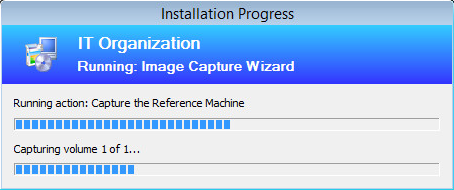 Installation Progress
IT Organization
Running: Image Capture Wizard
Running action: Capture the Reference Machine
Capturing volume 1 of 1...